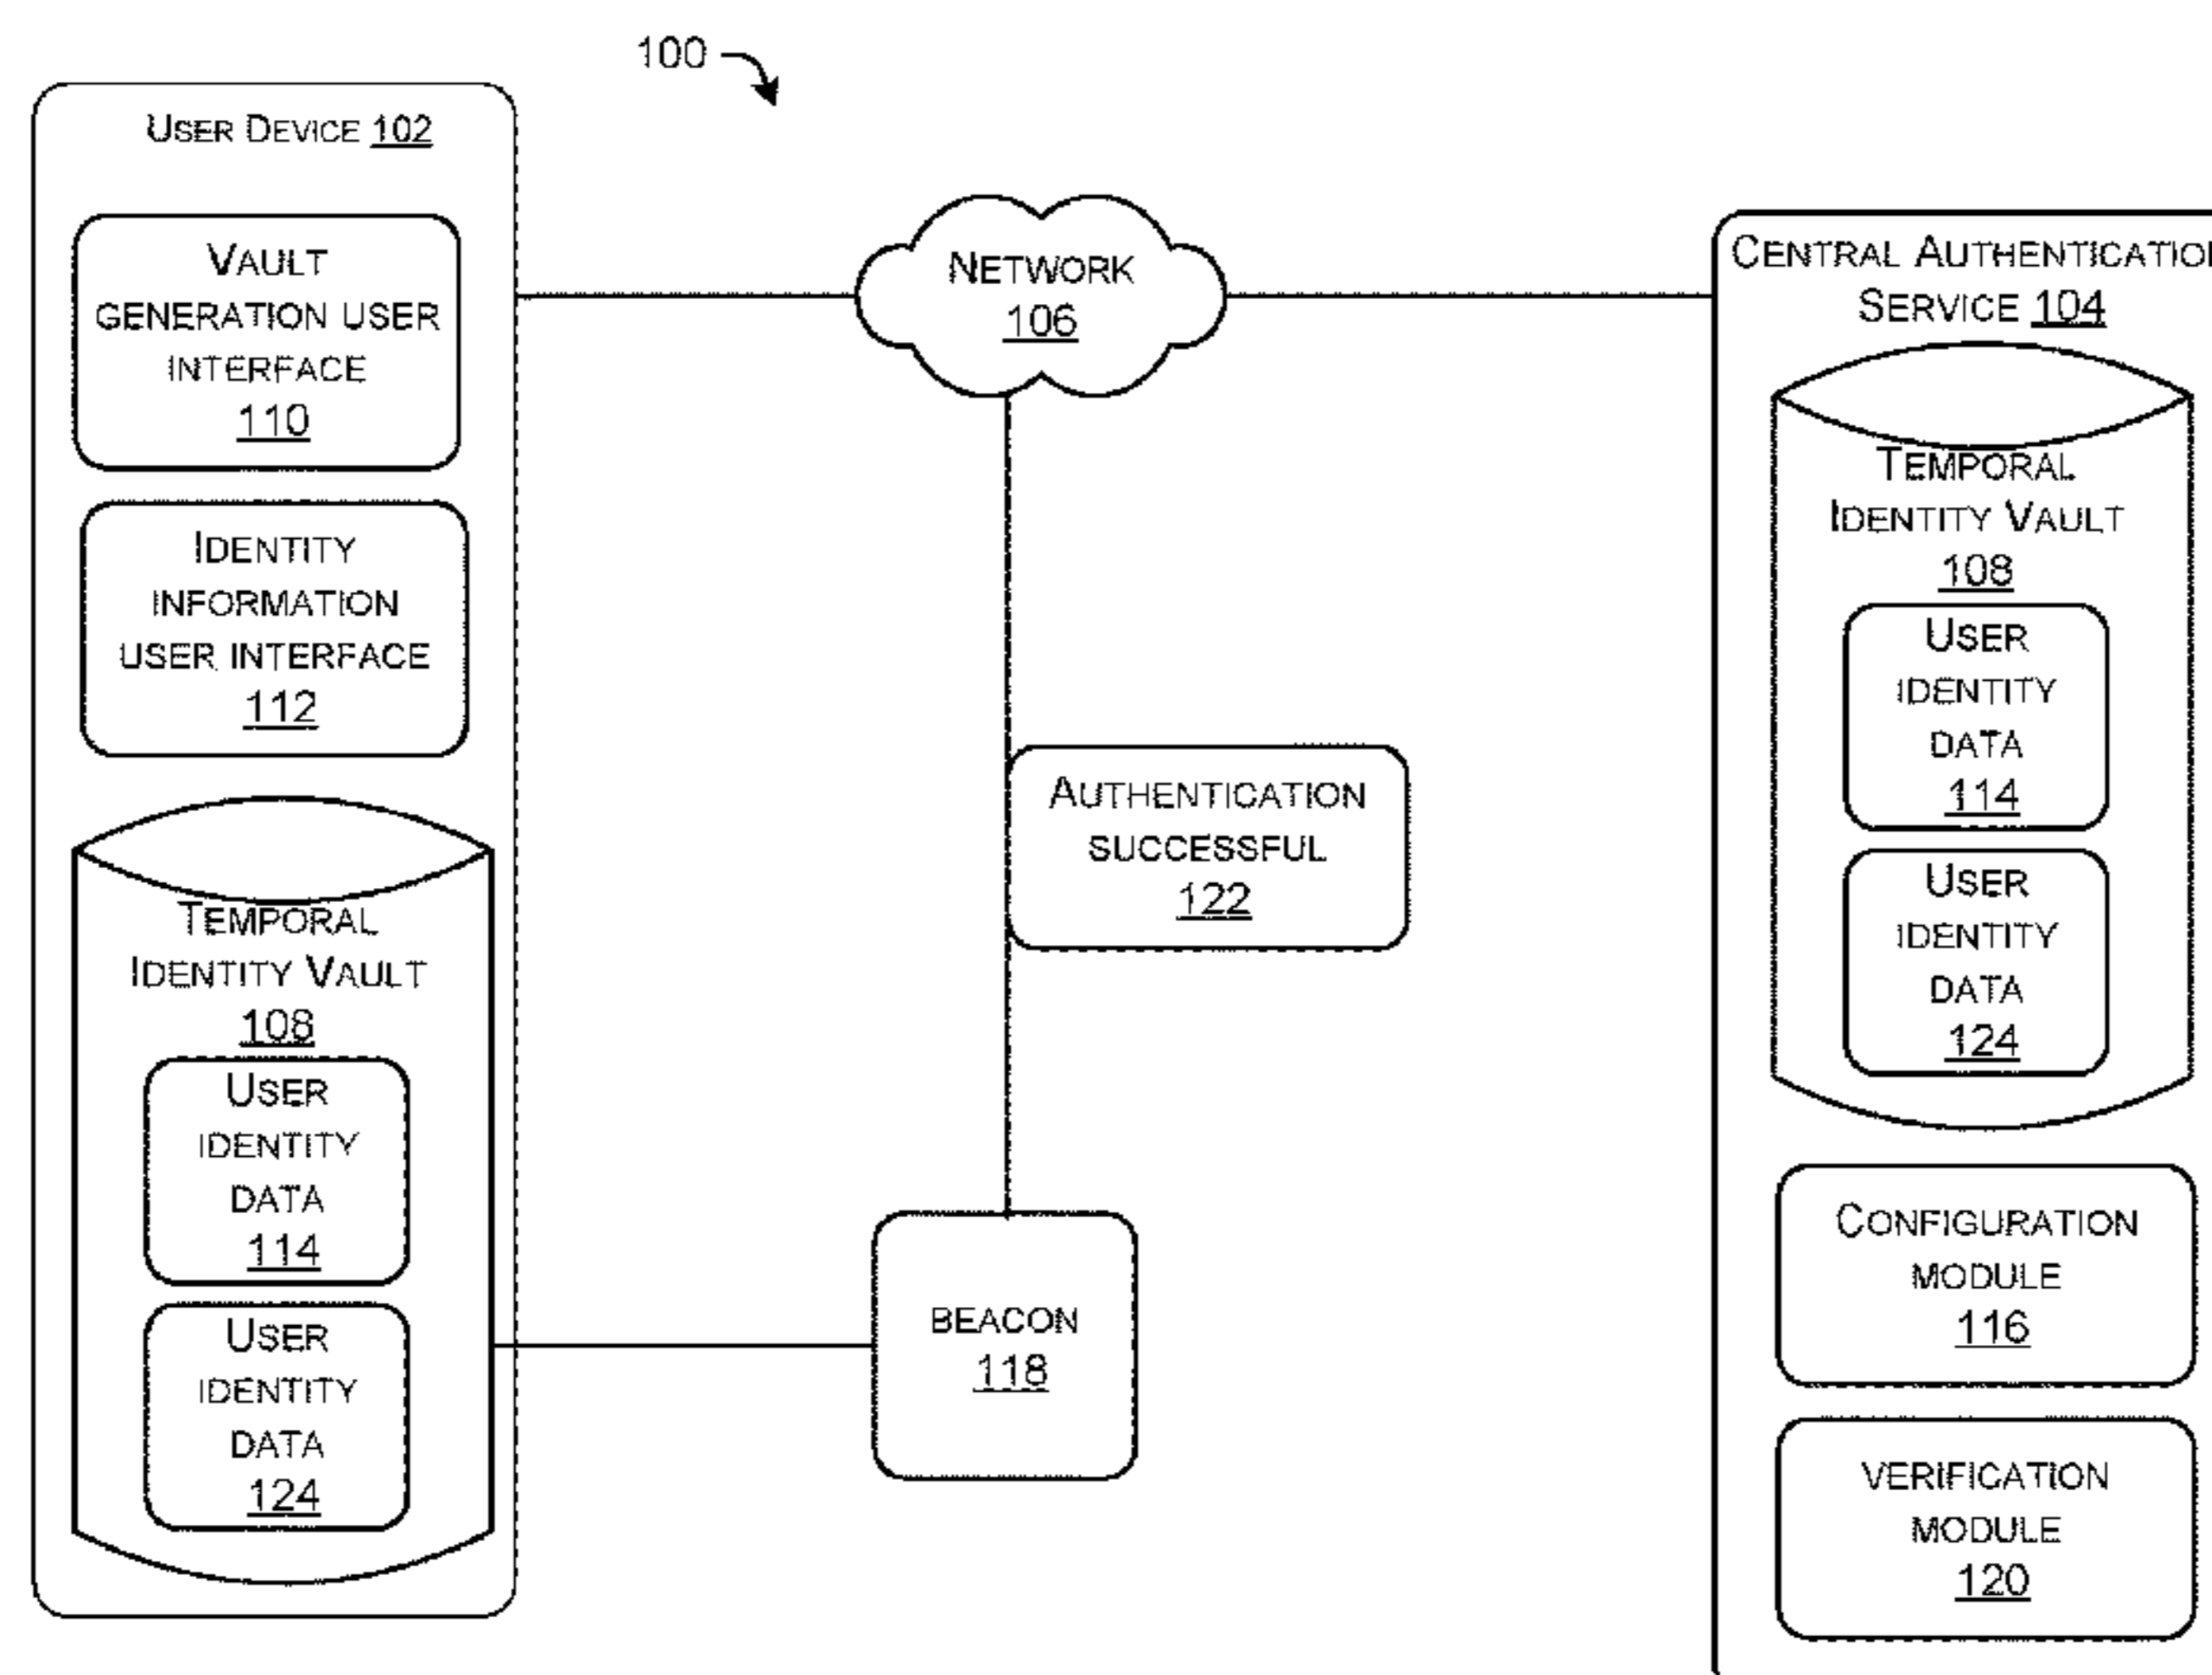 100
USER DEVICE 102
VAULT
GENERATION USER
INTERFACE
110
IDENTITY
INFORMATION
USER INTERFACE
112
TEMPORAL
IDENTITY VAULT
108
USER
IDENTITY
DATA
114
USER
IDENTITY
DATA
124
NETWORK
106
AUTHENTICATION
SUCCESSFUL
122
BEACON
118
CENTRAL AUTHENTICATION
SERVICE 104
TEMPORAL
IDENTITY VAULT
108
USER
IDENTITY
DATA
114
USER
IDENTITY
DATA
124
CONFIGURATION
MODULE
116
VERIFICATION
MODULE
120